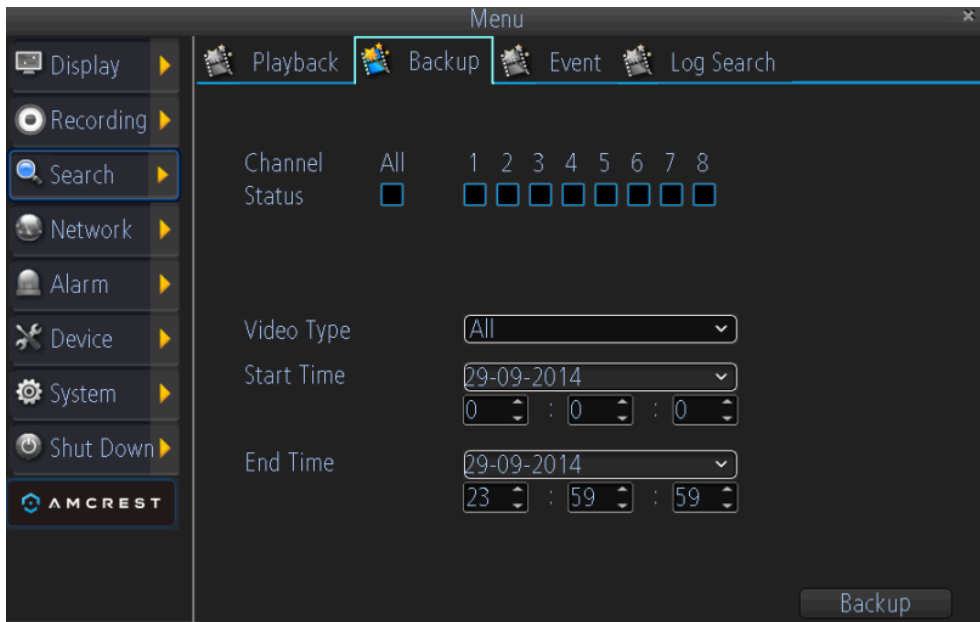 Menu
Display
Recording
Search
Network
Alarm
Device
System
Shut Down
AMCREST
Playback Backup Event Log Search
Channel All 1 2 3 4 5 6 7 8
Status
Video Type All
Start Time 29-09-2014
0 : 0 : 0
End Time 29-09-2014
23 : 59 : 59
Backup